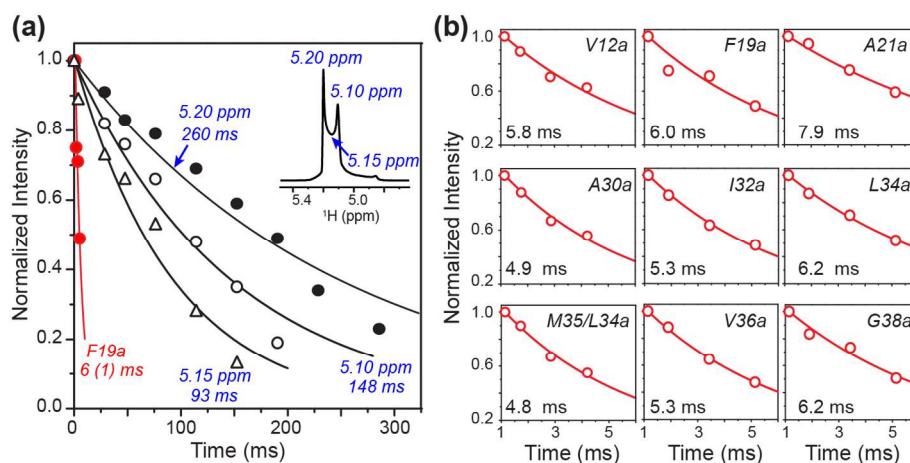 (a)
Normalized Intensity
1.0
0.8
0.6
0.4
0.2
0.0
0
100
200
300
Time (ms)
5.20 ppm
260 ms
5.20 ppm
5.10 ppm
5.15 ppm
5.4
5.0
¹H (ppm)
F19a
6 (1) ms
5.15 ppm
93 ms
5.10 ppm
148 ms
(b)
Normalized Intensity
1.0
0.6
0.2
V12a
5.8 ms
F19a
6.0 ms
A21a
7.9 ms
1.0
0.6
0.2
A30a
4.9 ms
I32a
5.3 ms
L34a
6.2 ms
1.0
0.6
0.2
M35/L34a
4.8 ms
V36a
5.3 ms
G38a
6.2 ms
1 3 5
1 3 5
1 3 5
Time (ms)
Time (ms)
Time (ms)